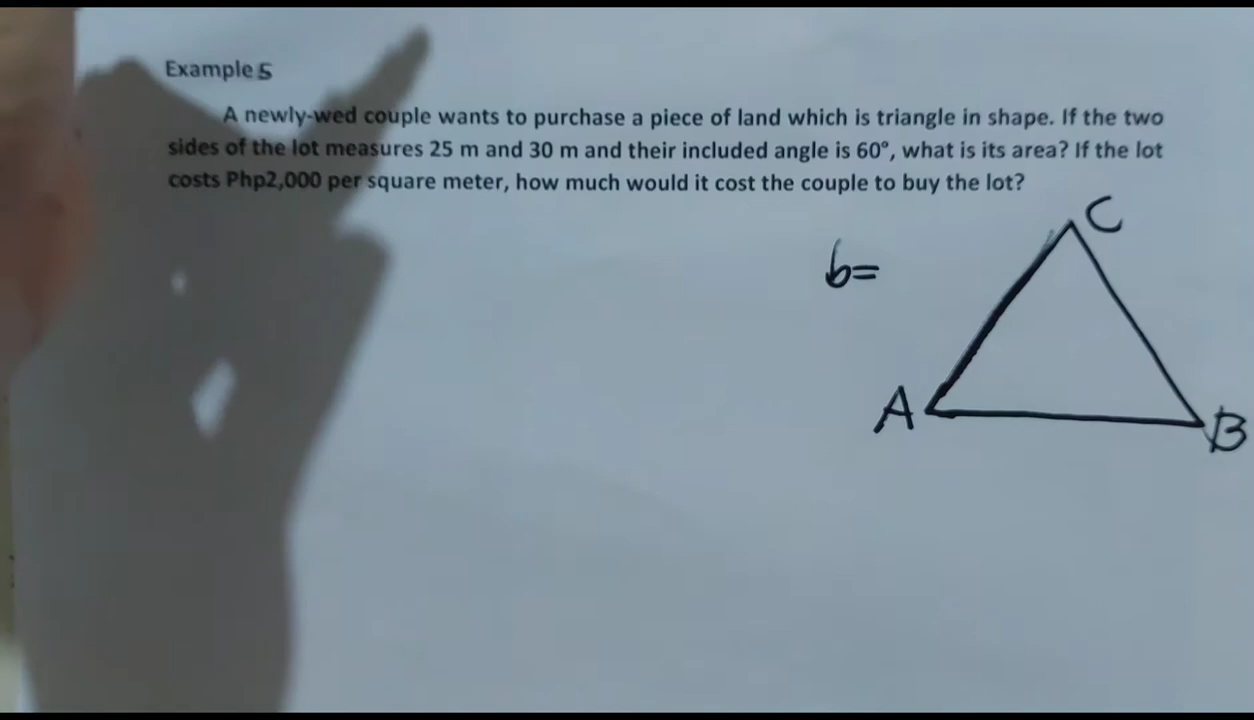 Example 5
A newly-wed couple wants to purchase a piece of land which is triangle in shape. If the two
sides of the lot measures 25 m and 30 m and their included angle is 60°, what is its area? If the lot
costs Php2,000 per square meter, how much would it cost the couple to buy the lot?
C
b=
A
B